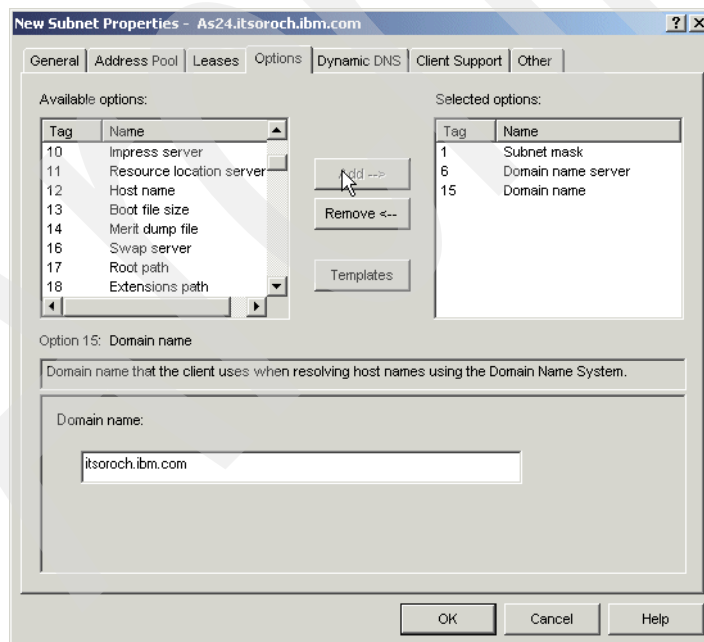 New Subnet Properties - As24.itsoroch.ibm.com
General Address Pool Leases Options Dynamic DNS Client Support Other
Available options: Selected options:
Tag Name Tag Name
10 Impress server 1 Subnet mask
11 Resource location server 6 Domain name server
12 Host name 15 Domain name
13 Boot file size
14 Merit dump file
16 Swap server
17 Root path
18 Extensions path
Add -->
Remove <--
Templates
Option 15: Domain name
Domain name that the client uses when resolving host names using the Domain Name System.
Domain name:
itsoroch.ibm.com
OK Cancel Help